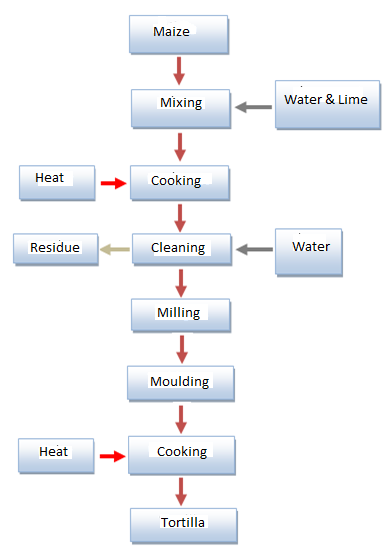 Maize
Mixing
Water & Lime
Heat
Cooking
Residue
Cleaning
Water
Milling
Moulding
Heat
Cooking
Tortilla